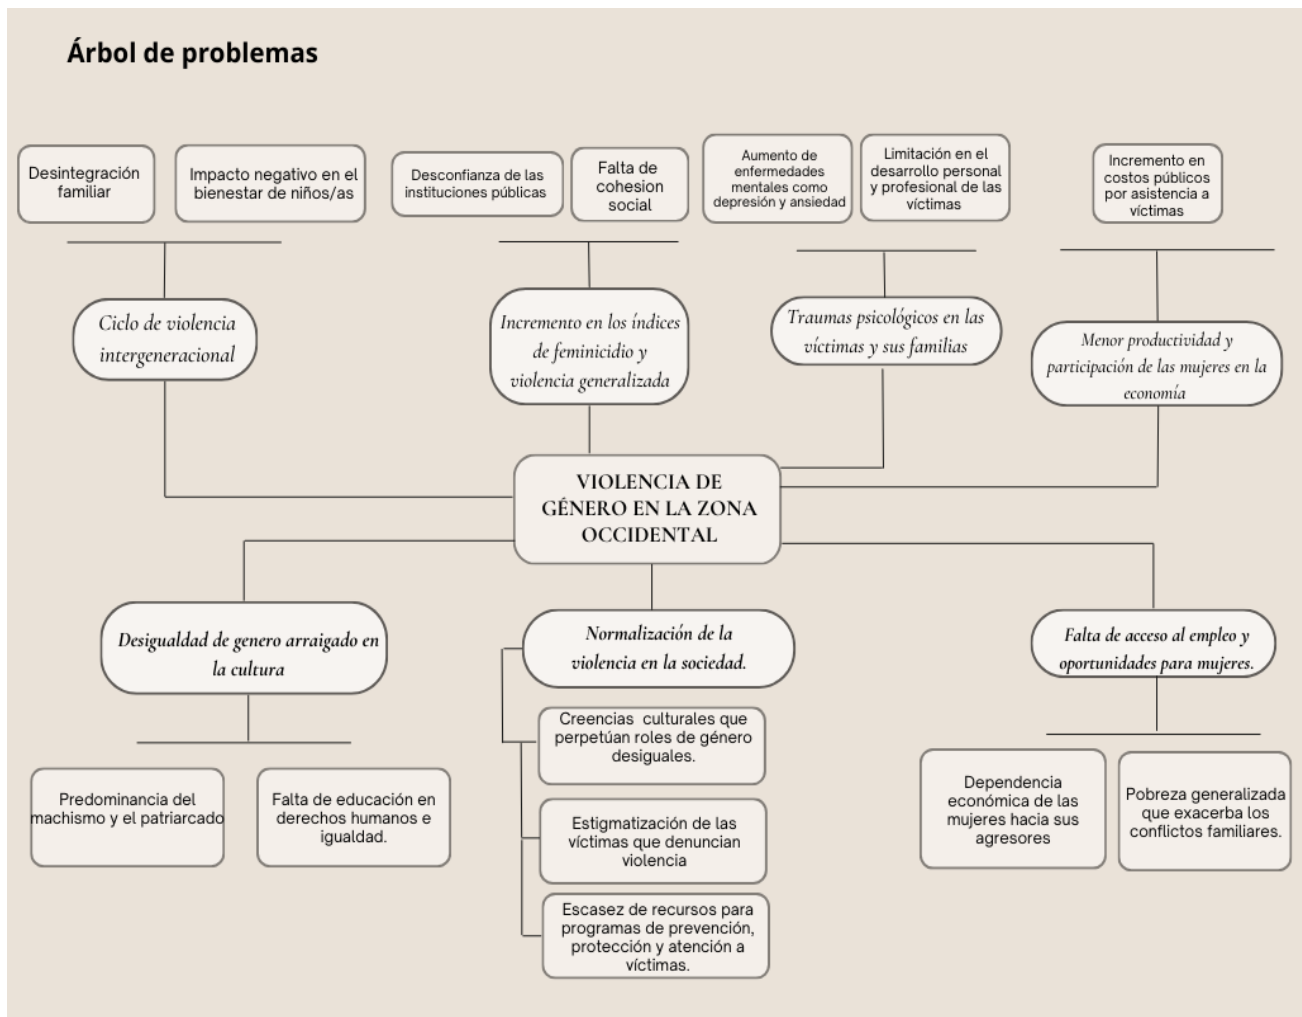 Árbol de problemas
Desintegración
familiar
Impacto negativo en el
bienestar de niños/as
Desconfianza de las
instituciones públicas
Falta de
cohesion
social
Aumento de
enfermedades
mentales como
depresión y ansiedad
Limitación en el
desarrollo personal
y profesional de las
víctimas
Incremento en
costos públicos
por asistencia a
víctimas
Ciclo de violencia
intergeneracional
Incremento en los índices
de feminicidio y
violencia generalizada
Traumas psicológicos en las
víctimas y sus familias
Menor productividad y
participación de las mujeres en la
economía
VIOLENCIA DE
GÉNERO EN LA ZONA
OCCIDENTAL
Desigualdad de genero arraigado en
la cultura
Normalización de la
violencia en la sociedad.
Falta de acceso al empleo y
oportunidades para mujeres.
Predominancia del
machismo y el patriarcado
Falta de educación en
derechos humanos e
igualdad.
Creencias culturales que
perpetúan roles de género
desiguales.
Estigmatización de las
víctimas que denuncian
violencia
Escasez de recursos para
programas de prevención,
protección y atención a
víctimas.
Dependencia
económica de las
mujeres hacia sus
agresores
Pobreza generalizada
que exacerba los
conflictos familiares.